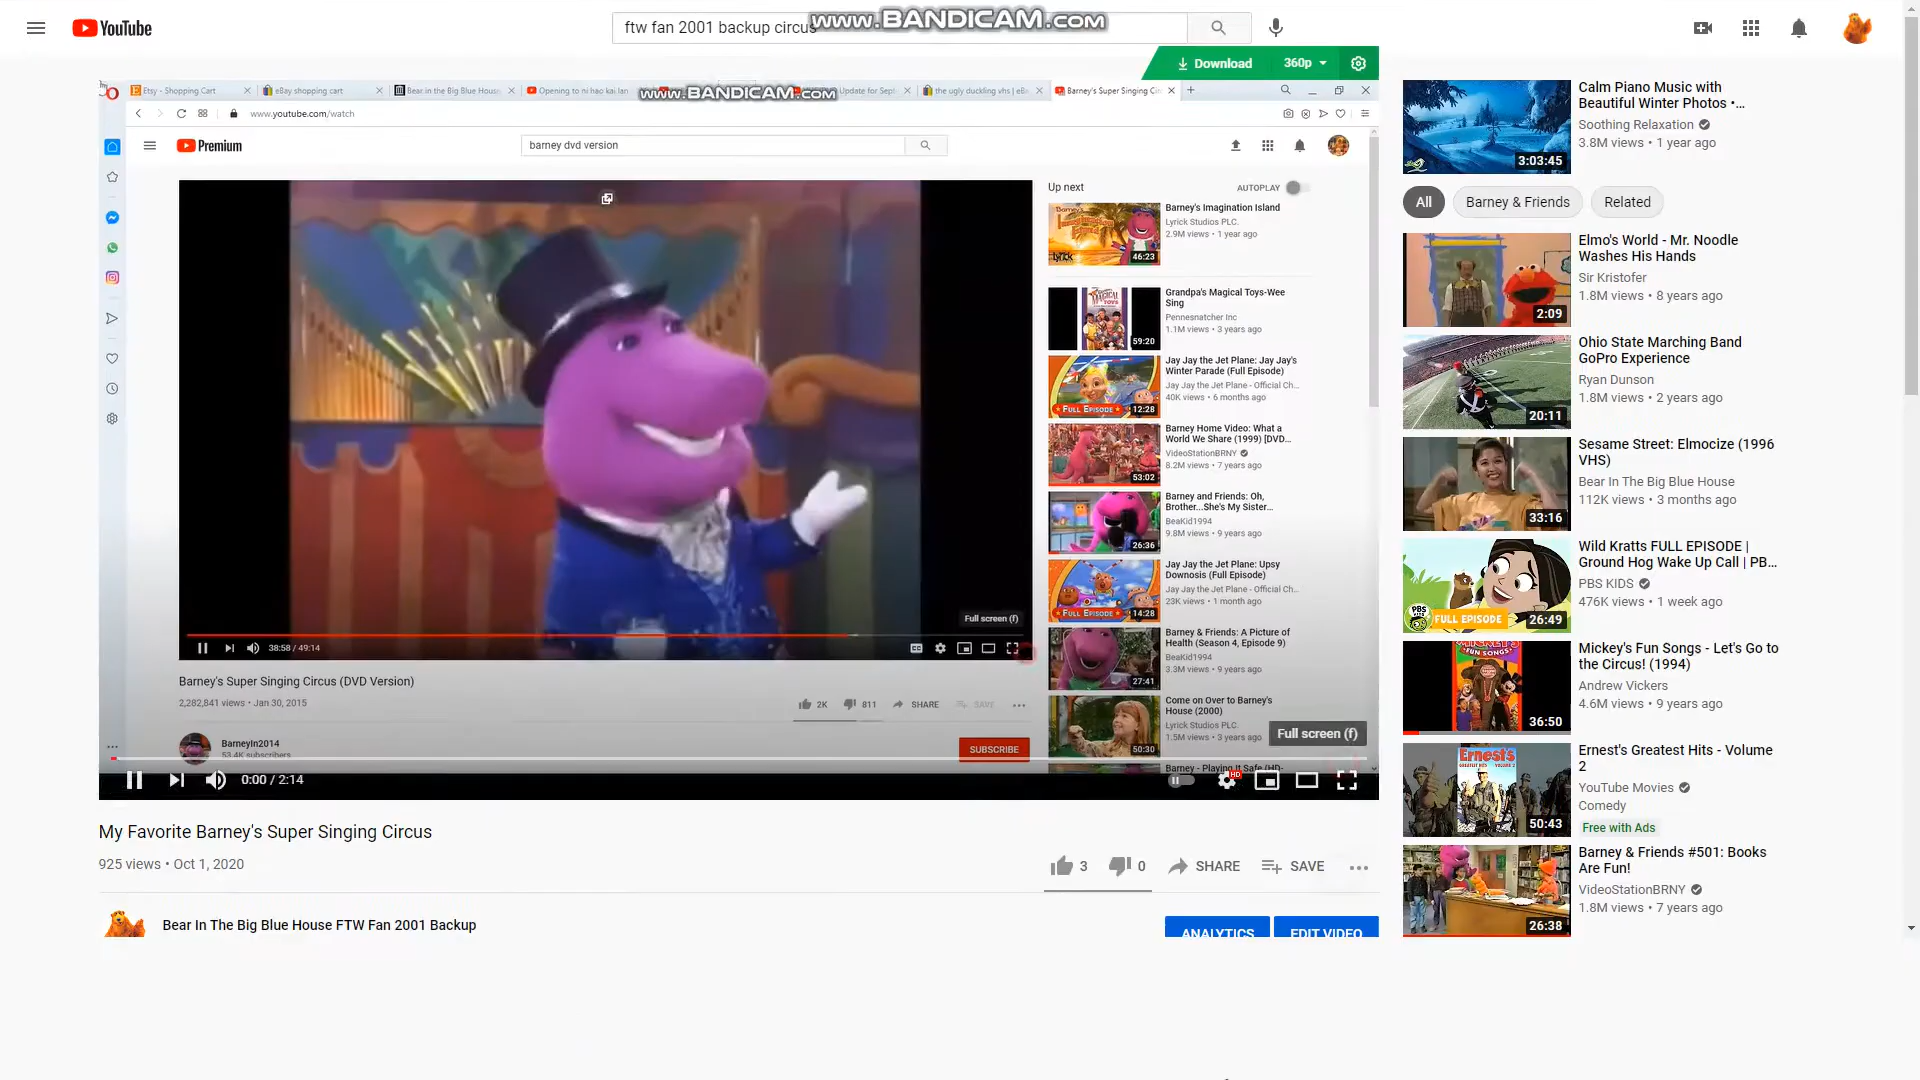 YouTube
ftw fan 2001 backup circus
www.BANDICAM.com
Download
360p
Etsy - Shopping Cart
eBay shopping cart
Bear in the Big Blue House
Opening to ni hao kai lan
www.BANDICAM.com
Update for Sept
the ugly duckling vhs | eBa
Barney's Super Singing Circ
www.youtube.com/watch
Premium
barney dvd version
Up next
AUTOPLAY
Barney's Imagination Island
Lyrick Studios PLC.
2.9M views • 1 year ago
46:23
Grandpa's Magical Toys-Wee
Sing
Pennesnatcher Inc
1.1M views • 3 years ago
59:20
Jay Jay the Jet Plane: Jay Jay's
Winter Parade (Full Episode)
Jay Jay the Jet Plane - Official Ch...
40K views • 6 months ago
FULL EPISODE
12:28
Barney Home Video: What a
World We Share (1999) [DVD...
VideoStationBRNY
8.2M views • 7 years ago
53:02
Barney and Friends: Oh,
Brother...She's My Sister...
BeaKid1994
9.8M views • 9 years ago
26:36
Jay Jay the Jet Plane: Upsy
Downosis (Full Episode)
Jay Jay the Jet Plane - Official Ch...
23K views • 1 month ago
FULL EPISODE
14:28
Barney & Friends: A Picture of
Health (Season 4, Episode 9)
BeaKid1994
3.3M views • 9 years ago
27:41
Come on Over to Barney's
House (2000)
Lyrick Studios PLC.
1.5M views • 3 years ago
50:30
Barney - Playing It Safe (HD-
Full screen (f)
38:58 / 49:14
Barney's Super Singing Circus (DVD Version)
2,282,841 views • Jan 30, 2015
2K
811
SHARE
SAVE
BarneyIn2014
53.4K subscribers
SUBSCRIBE
Full screen (f)
0:00 / 2:14
HD
My Favorite Barney's Super Singing Circus
925 views • Oct 1, 2020
3
0
SHARE
SAVE
Bear In The Big Blue House FTW Fan 2001 Backup
ANALYTICS
EDIT VIDEO
Calm Piano Music with
Beautiful Winter Photos •...
Soothing Relaxation
3.8M views • 1 year ago
3:03:45
All
Barney & Friends
Related
Elmo's World - Mr. Noodle
Washes His Hands
Sir Kristofer
1.8M views • 8 years ago
2:09
Ohio State Marching Band
GoPro Experience
Ryan Dunson
1.8M views • 2 years ago
20:11
Sesame Street: Elmocize (1996
VHS)
Bear In The Big Blue House
112K views • 3 months ago
33:16
Wild Kratts FULL EPISODE |
Ground Hog Wake Up Call | PB...
PBS KIDS
476K views • 1 week ago
PBS KIDS
FULL EPISODE
26:49
Mickey's Fun Songs - Let's Go to
the Circus! (1994)
Andrew Vickers
4.6M views • 9 years ago
FUN SONGS
36:50
Ernest's Greatest Hits - Volume
2
YouTube Movies
Comedy
Free with Ads
Ernest's
50:43
Barney & Friends #501: Books
Are Fun!
VideoStationBRNY
1.8M views • 7 years ago
26:38